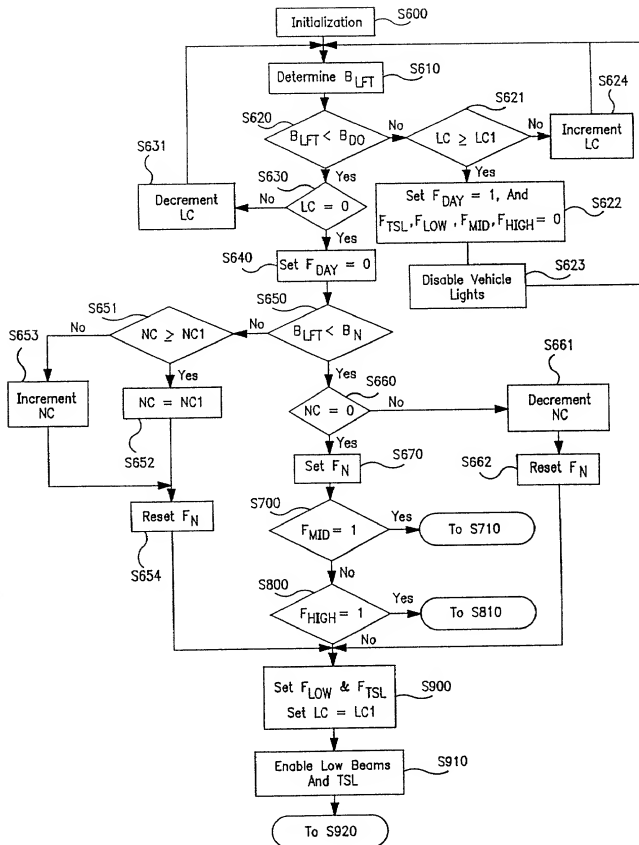 Initialization
S600
Determine B_LFT
S610
S620
B_LFT < B_DO
No
Yes
S621
LC ≥ LC1
No
Yes
S624
Increment
LC
S631
Decrement
LC
No
S630
LC = 0
Yes
Set F_DAY = 1, And
F_TSL, F_LOW, F_MID, F_HIGH = 0
S622
S640
Set F_DAY = 0
Disable Vehicle
Lights
S623
S650
B_LFT < B_N
No
Yes
S651
NC ≥ NC1
No
Yes
S653
Increment
NC
NC = NC1
S652
S660
NC = 0
No
Yes
S661
Decrement
NC
Set F_N
S670
S662
Reset F_N
Reset F_N
S654
S700
F_MID = 1
Yes
To S710
No
S800
F_HIGH = 1
Yes
To S810
No
Set F_LOW & F_TSL
Set LC = LC1
S900
Enable Low Beams
And TSL
S910
To S920